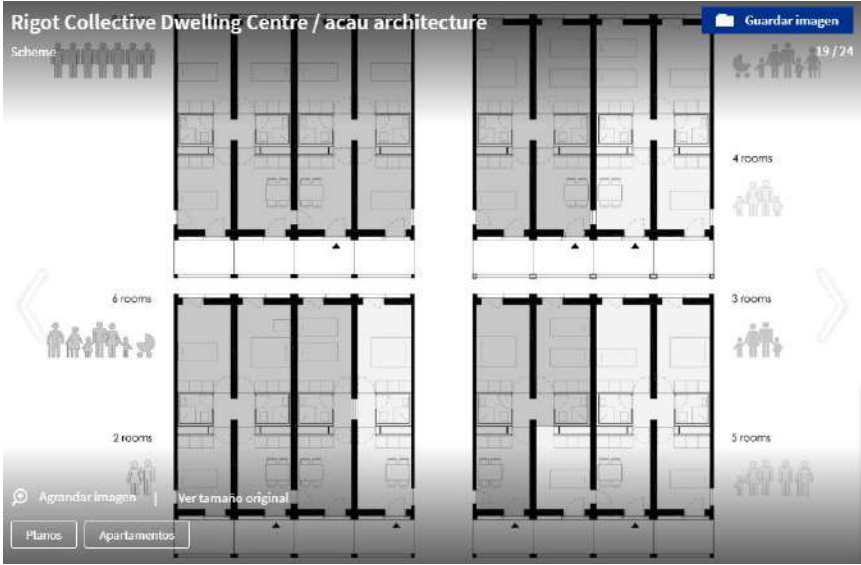 Rigot Collective Dwelling Centre / acau architecture
Guardar imagen
Scheme
19 / 24
4 rooms
6 rooms
3 rooms
2 rooms
5 rooms
Agrandar imagen | Ver tamaño original
Planos
Apartamentos